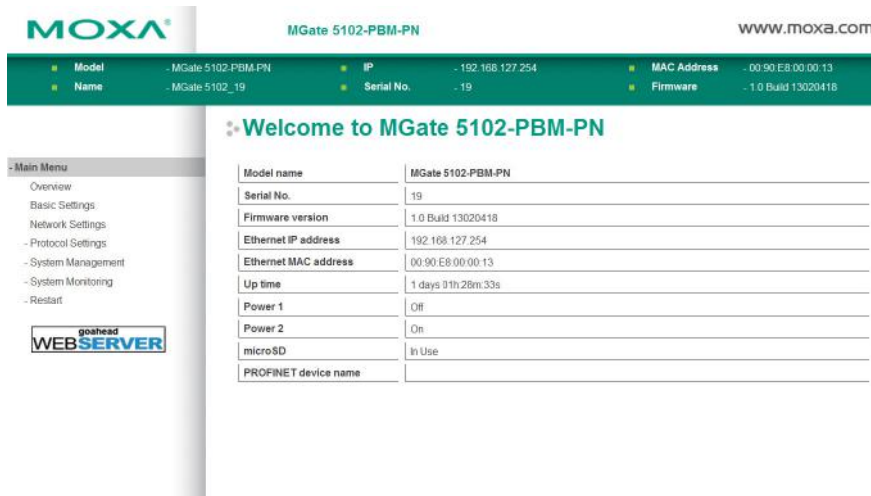 MOXA®
MGate 5102-PBM-PN
www.moxa.com
Model - MGate 5102-PBM-PN IP - 192.168.127.254 MAC Address - 00:90:E8:00:00:13
Name - MGate 5102_19 Serial No. - 19 Firmware - 1.0 Build 13020418
Welcome to MGate 5102-PBM-PN
- Main Menu
Overview
Basic Settings
Network Settings
- Protocol Settings
- System Management
- System Monitoring
- Restart
goahead
WEBSERVER
Model name MGate 5102-PBM-PN
Serial No. 19
Firmware version 1.0 Build 13020418
Ethernet IP address 192.168.127.254
Ethernet MAC address 00:90:E8:00:00:13
Up time 1 days 01h:28m:33s
Power 1 Off
Power 2 On
microSD In Use
PROFINET device name